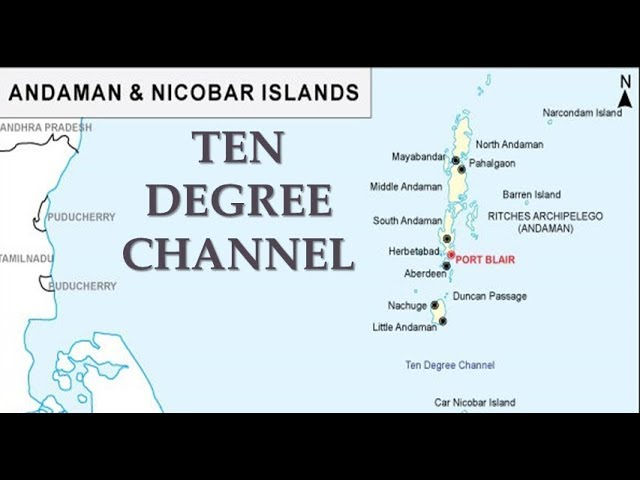 ANDAMAN & NICOBAR ISLANDS
N
TEN
DEGREE
CHANNEL
ANDHRA PRADESH
PUDUCHERRY
TAMILNADU
PUDUCHERRY
Narcondam Island
North Andaman
Mayabandar
Pahalgaon
Middle Andaman
Barren Island
South Andaman
RITCHES ARCHIPELEGO
(ANDAMAN)
Herbetabad
PORT BLAIR
Aberdeen
Duncan Passage
Nachuge
Little Andaman
Ten Degree Channel
Car Nicobar Island